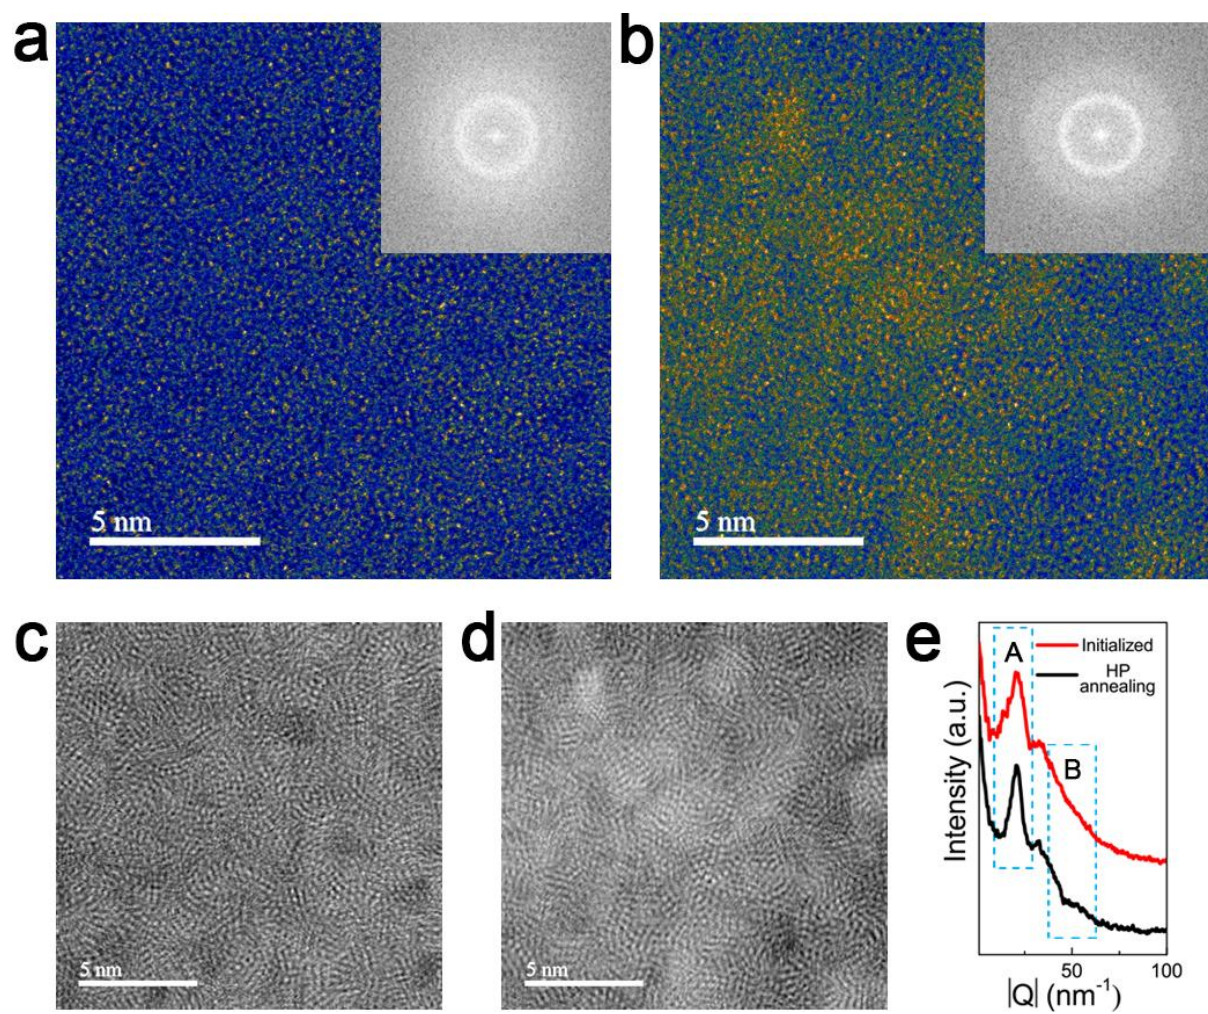 a
b
5 nm
5 nm
c
d
e
5 nm
5 nm
A
Initialized
HP
annealing
B
Intensity (a.u.)
50
100
|Q| (nm⁻¹)